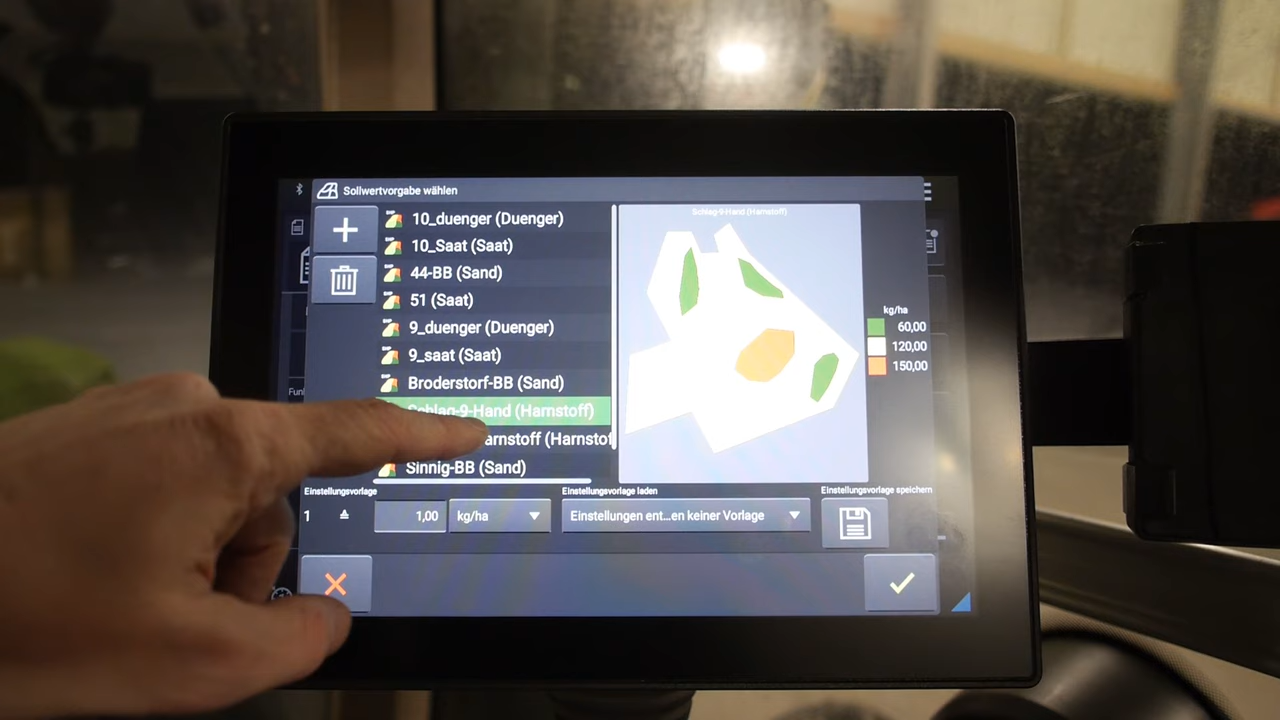 Sollwertvorgabe wählen
10_duenger (Duenger)
10_Saat (Saat)
44-BB (Sand)
51 (Saat)
9_duenger (Duenger)
9_saat (Saat)
Broderstorf-BB (Sand)
Schlag-9-Hand (Harnstoff)
(Harnstof
Sinnig-BB (Sand)
Schlag-9-Hand (Harnstoff)
kg/ha
60,00
120,00
150,00
Einstellungsvorlage
1
1,00
kg/ha
Einstellungsvorlage laden
Einstellungen ent...en keiner Vorlage
Einstellungsvorlage speichern